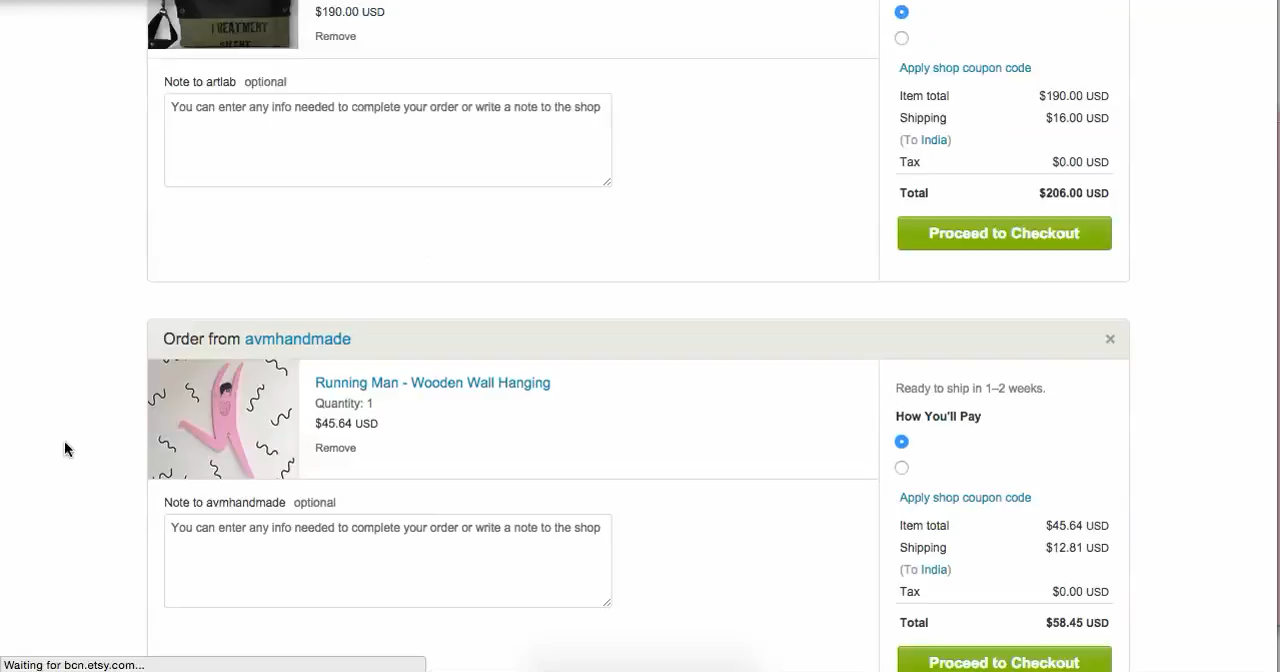 TREATMENT
$190.00 USD
Remove
Apply shop coupon code
Note to artlab optional
You can enter any info needed to complete your order or write a note to the shop
Item total $190.00 USD
Shipping $16.00 USD
(To India)
Tax $0.00 USD
Total $206.00 USD
Proceed to Checkout
Order from avmhandmade ×
Running Man - Wooden Wall Hanging
Quantity: 1
$45.64 USD
Remove
Ready to ship in 1–2 weeks.
How You'll Pay
Apply shop coupon code
Note to avmhandmade optional
You can enter any info needed to complete your order or write a note to the shop
Item total $45.64 USD
Shipping $12.81 USD
(To India)
Tax $0.00 USD
Total $58.45 USD
Proceed to Checkout
Waiting for bcn.etsy.com...